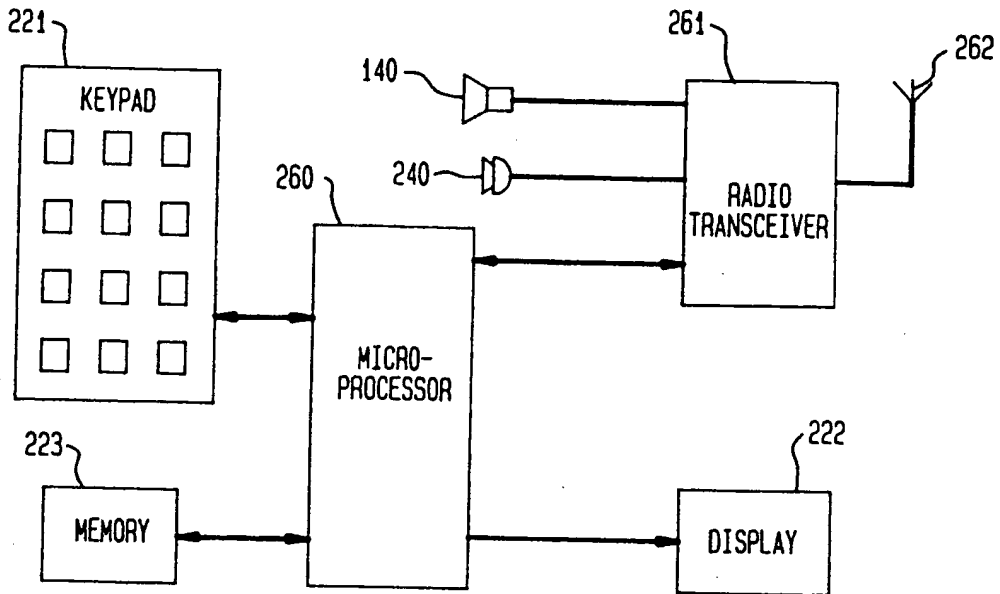 221
KEYPAD
140
261
262
240
260
RADIO
TRANSCEIVER
MICRO-
PROCESSOR
223
MEMORY
222
DISPLAY